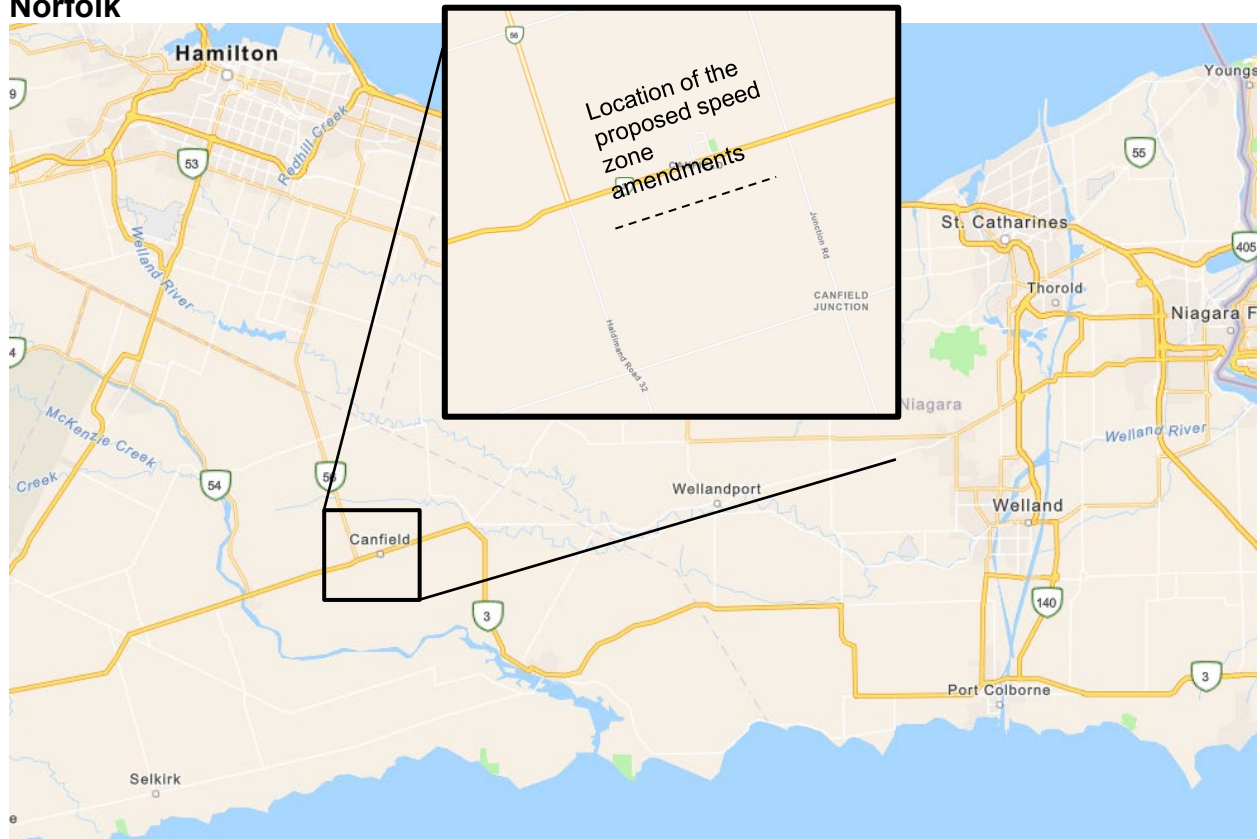 Norfolk
Hamilton
56
Youngs
9
Location of the
proposed speed
zone
amendments
Redhill Creek
53
55
St. Catharines
Junction Rd
405
Welland River
Thorold
CANFIELD
JUNCTION
Niagara F
4
Haldimand Road 32
Niagara
McKenzie Creek
Welland River
Creek
54
56
Wellandport
Welland
Canfield
3
140
3
Port Colborne
Selkirk
e